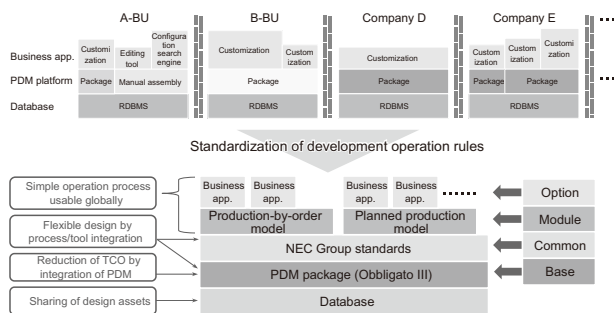 A-BU
B-BU
Company D
Company E
Business app.
PDM platform
Database
Customi
zation
Editing
tool
Configura
tion
search
engine
Package
Manual assembly
RDBMS
Customization
Custom
ization
Package
RDBMS
Customization
Package
RDBMS
Custom
ization
Custom
ization
Customi
zation
Package
Package
RDBMS
Standardization of development operation rules
Simple operation process
usable globally
Flexible design by
process/tool integration
Reduction of TCO by
integration of PDM
Sharing of design assets
Business
app.
Business
app.
Business
app.
Business
app.
Production-by-order
model
Planned production
model
NEC Group standards
PDM package (Obbligato III)
Database
Option
Module
Common
Base